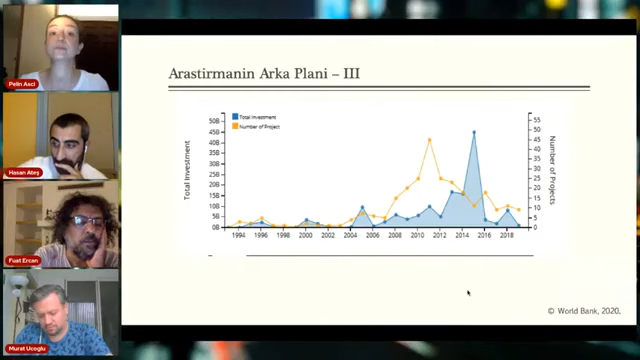 Pelin Asci
Hasan Ateş
Fuat Ercan
Murat Ucoglu
Arastirmanin Arka Plani – III
Total Investment
Number of Project
Total Investment
50B
45B
40B
35B
30B
25B
20B
15B
10B
5B
0B
Number of Projects
55
50
45
40
35
30
25
20
15
10
5
0
1994 1996 1998 2000 2002 2004 2006 2008 2010 2012 2014 2016 2018
© World Bank, 2020,